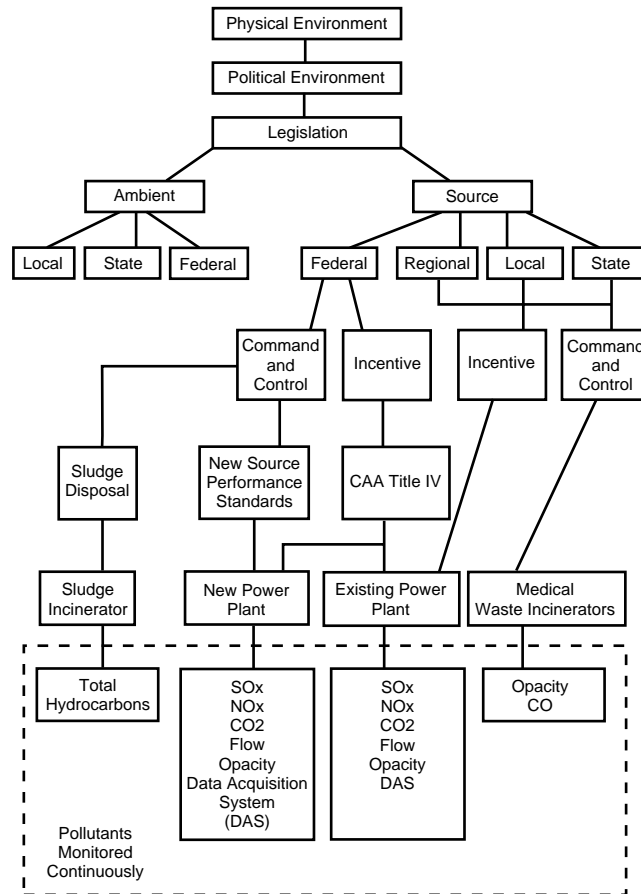 Physical Environment
Political Environment
Legislation
Ambient
Source
Local
State
Federal
Federal
Regional
Local
State
Command
and
Control
Incentive
Incentive
Command
and
Control
Sludge
Disposal
New Source
Performance
Standards
CAA Title IV
Sludge
Incinerator
New Power
Plant
Existing Power
Plant
Medical
Waste Incinerators
Total
Hydrocarbons
SOx
NOx
CO2
Flow
Opacity
Data Acquisition
System
(DAS)
SOx
NOx
CO2
Flow
Opacity
DAS
Opacity
CO
Pollutants
Monitored
Continuously